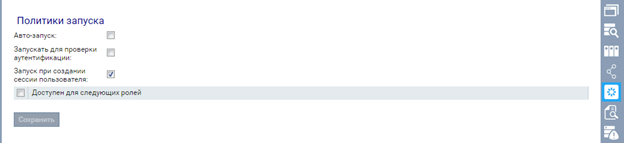 Политики запуска
Авто-запуск:
Запускать для проверки
аутентификации:
Запуск при создании
сессии пользователя:
Доступен для следующих ролей
Сохранить